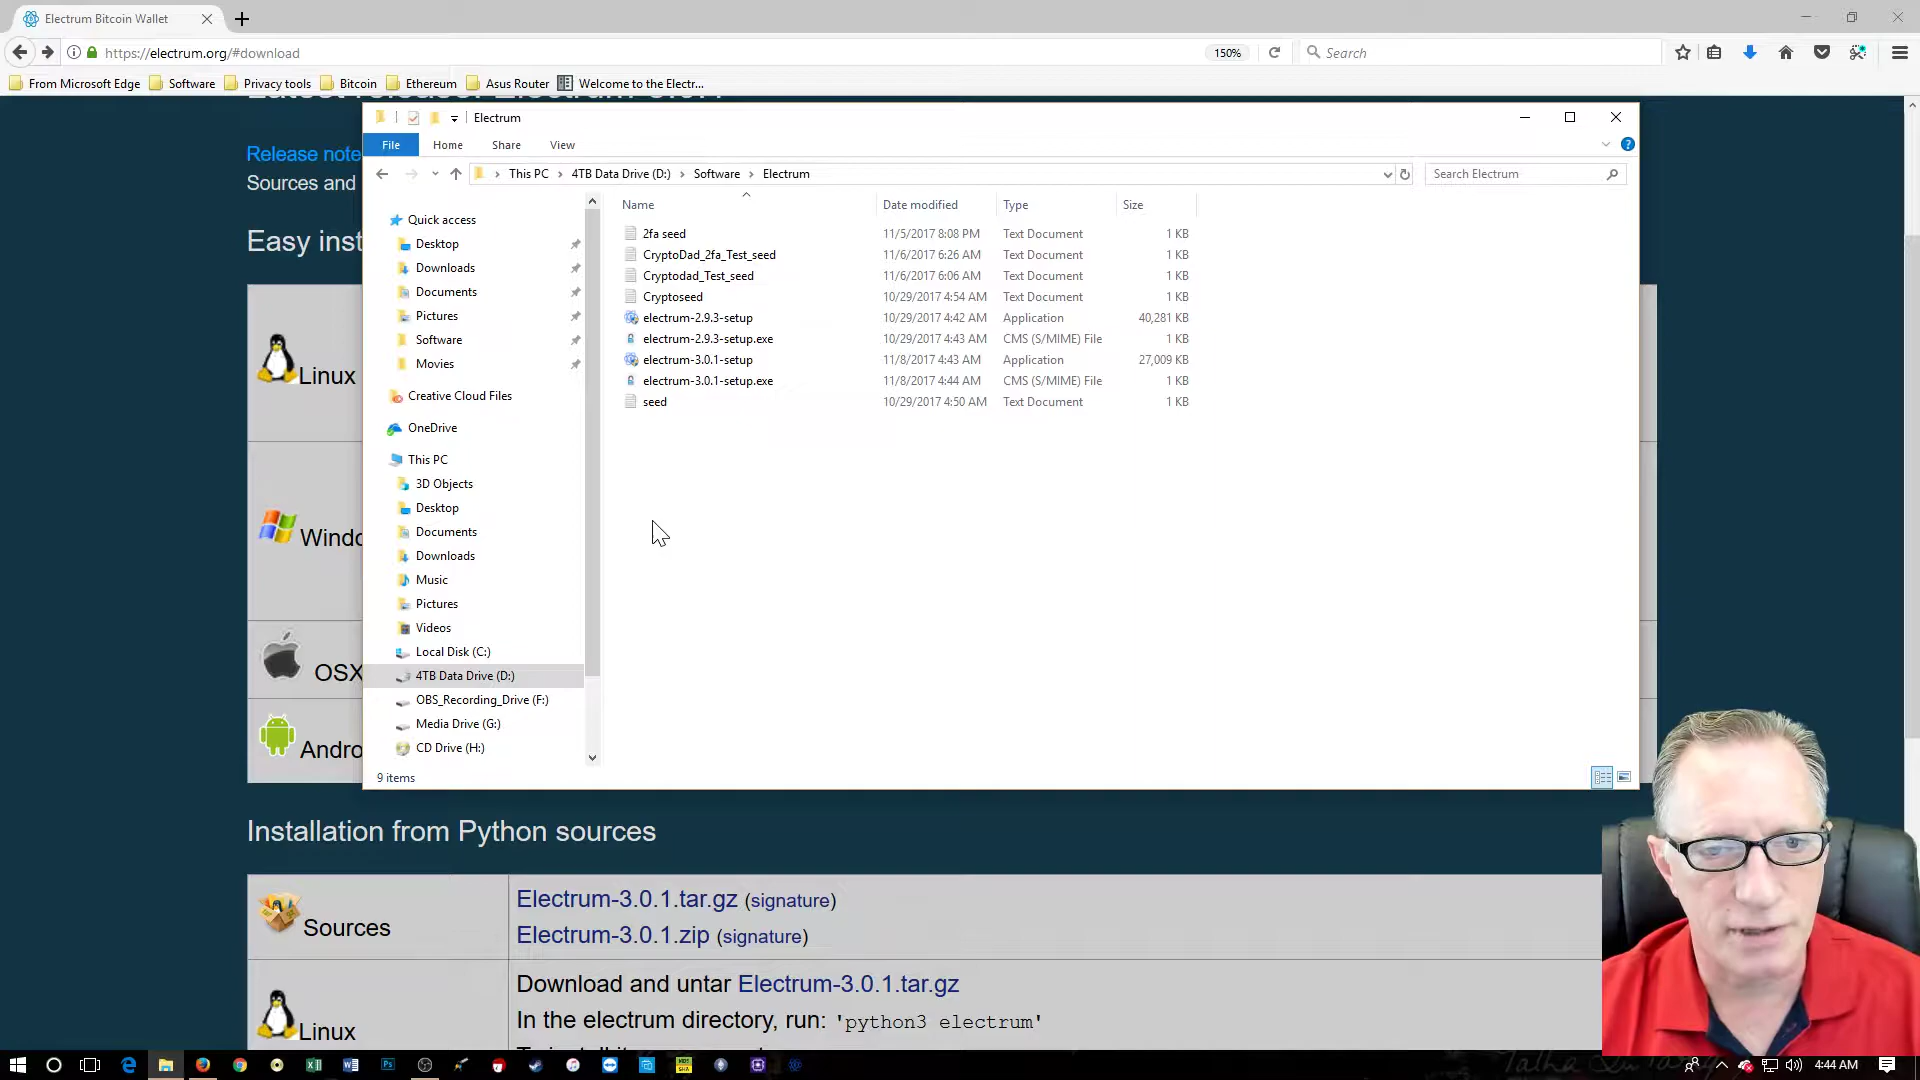 Electrum Bitcoin Wallet
https://electrum.org/#download
150%
Search
From Microsoft Edge
Software
Privacy tools
Bitcoin
Ethereum
Asus Router
Welcome to the Electr...
Electrum
File
Home
Share
View
This PC
4TB Data Drive (D:)
Software
Electrum
Search Electrum
Release note
Sources and
Easy inst
Linux
Windo
OSX
Andro
Quick access
Desktop
Downloads
Documents
Pictures
Software
Movies
Creative Cloud Files
OneDrive
This PC
3D Objects
Desktop
Documents
Downloads
Music
Pictures
Videos
Local Disk (C:)
4TB Data Drive (D:)
OBS_Recording_Drive (F:)
Media Drive (G:)
CD Drive (H:)
Name Date modified Type Size
2fa seed 11/5/2017 8:08 PM Text Document 1 KB
CryptoDad_2fa_Test_seed 11/6/2017 6:26 AM Text Document 1 KB
Cryptodad_Test_seed 11/6/2017 6:06 AM Text Document 1 KB
Cryptoseed 10/29/2017 4:54 AM Text Document 1 KB
electrum-2.9.3-setup 10/29/2017 4:42 AM Application 40,281 KB
electrum-2.9.3-setup.exe 10/29/2017 4:43 AM CMS (S/MIME) File 1 KB
electrum-3.0.1-setup 11/8/2017 4:43 AM Application 27,009 KB
electrum-3.0.1-setup.exe 11/8/2017 4:44 AM CMS (S/MIME) File 1 KB
seed 10/29/2017 4:50 AM Text Document 1 KB
9 items
Installation from Python sources
Sources
Electrum-3.0.1.tar.gz (signature)
Electrum-3.0.1.zip (signature)
Linux
Download and untar Electrum-3.0.1.tar.gz
In the electrum directory, run: 'python3 electrum'
4:44 AM